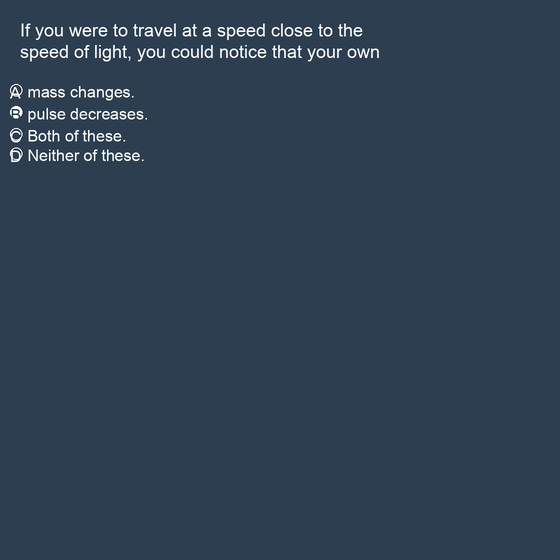 If you were to travel at a speed close to the
speed of light, you could notice that your own
A mass changes.
B pulse decreases.
C Both of these.
D Neither of these.